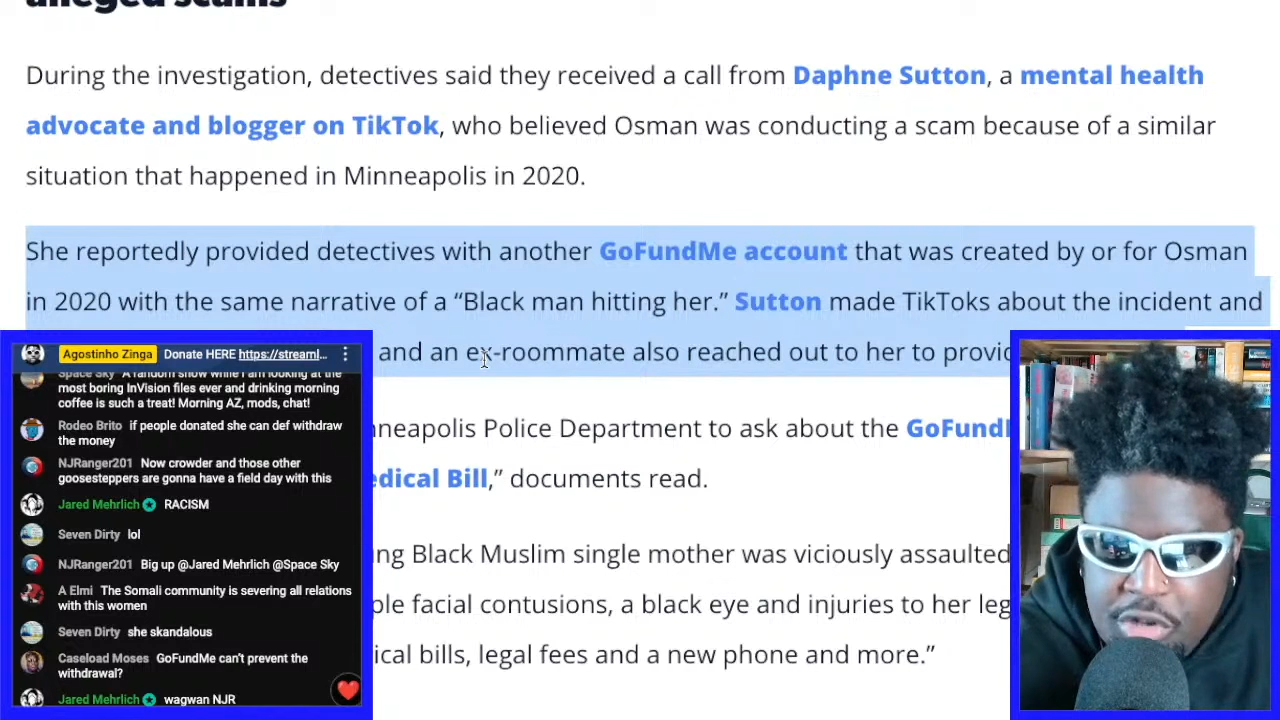 alleged scams
During the investigation, detectives said they received a call from Daphne Sutton, a mental health
advocate and blogger on TikTok, who believed Osman was conducting a scam because of a similar
situation that happened in Minneapolis in 2020.
She reportedly provided detectives with another GoFundMe account that was created by or for Osman
in 2020 with the same narrative of a “Black man hitting her.” Sutton made TikToks about the incident and
and an ex-roommate also reached out to her to
nneapolis Police Department to ask about the
edical Bill,” documents read.
ng Black Muslim single mother was viciously assaulted
ple facial contusions, a black eye and injuries to her
ical bills, legal fees and a new phone and more.”
Agostinho Zinga Donate HERE https://streaml...
Space Sky A random show while I am looking at the
most boring InVision files ever and drinking morning
coffee is such a treat! Morning AZ, mods, chat!
Rodeo Brito if people donated she can def withdraw
the money
NJRanger201 Now crowder and those other
goosesteppers are gonna have a field day with this
Jared Mehrlich RACISM
Seven Dirty lol
NJRanger201 Big up @Jared Mehrlich @Space Sky
A Elmi The Somali community is severing all relations
with this women
Seven Dirty she skandalous
Caseload Moses GoFundMe can’t prevent the
withdrawal?
Jared Mehrlich wagwan NJR